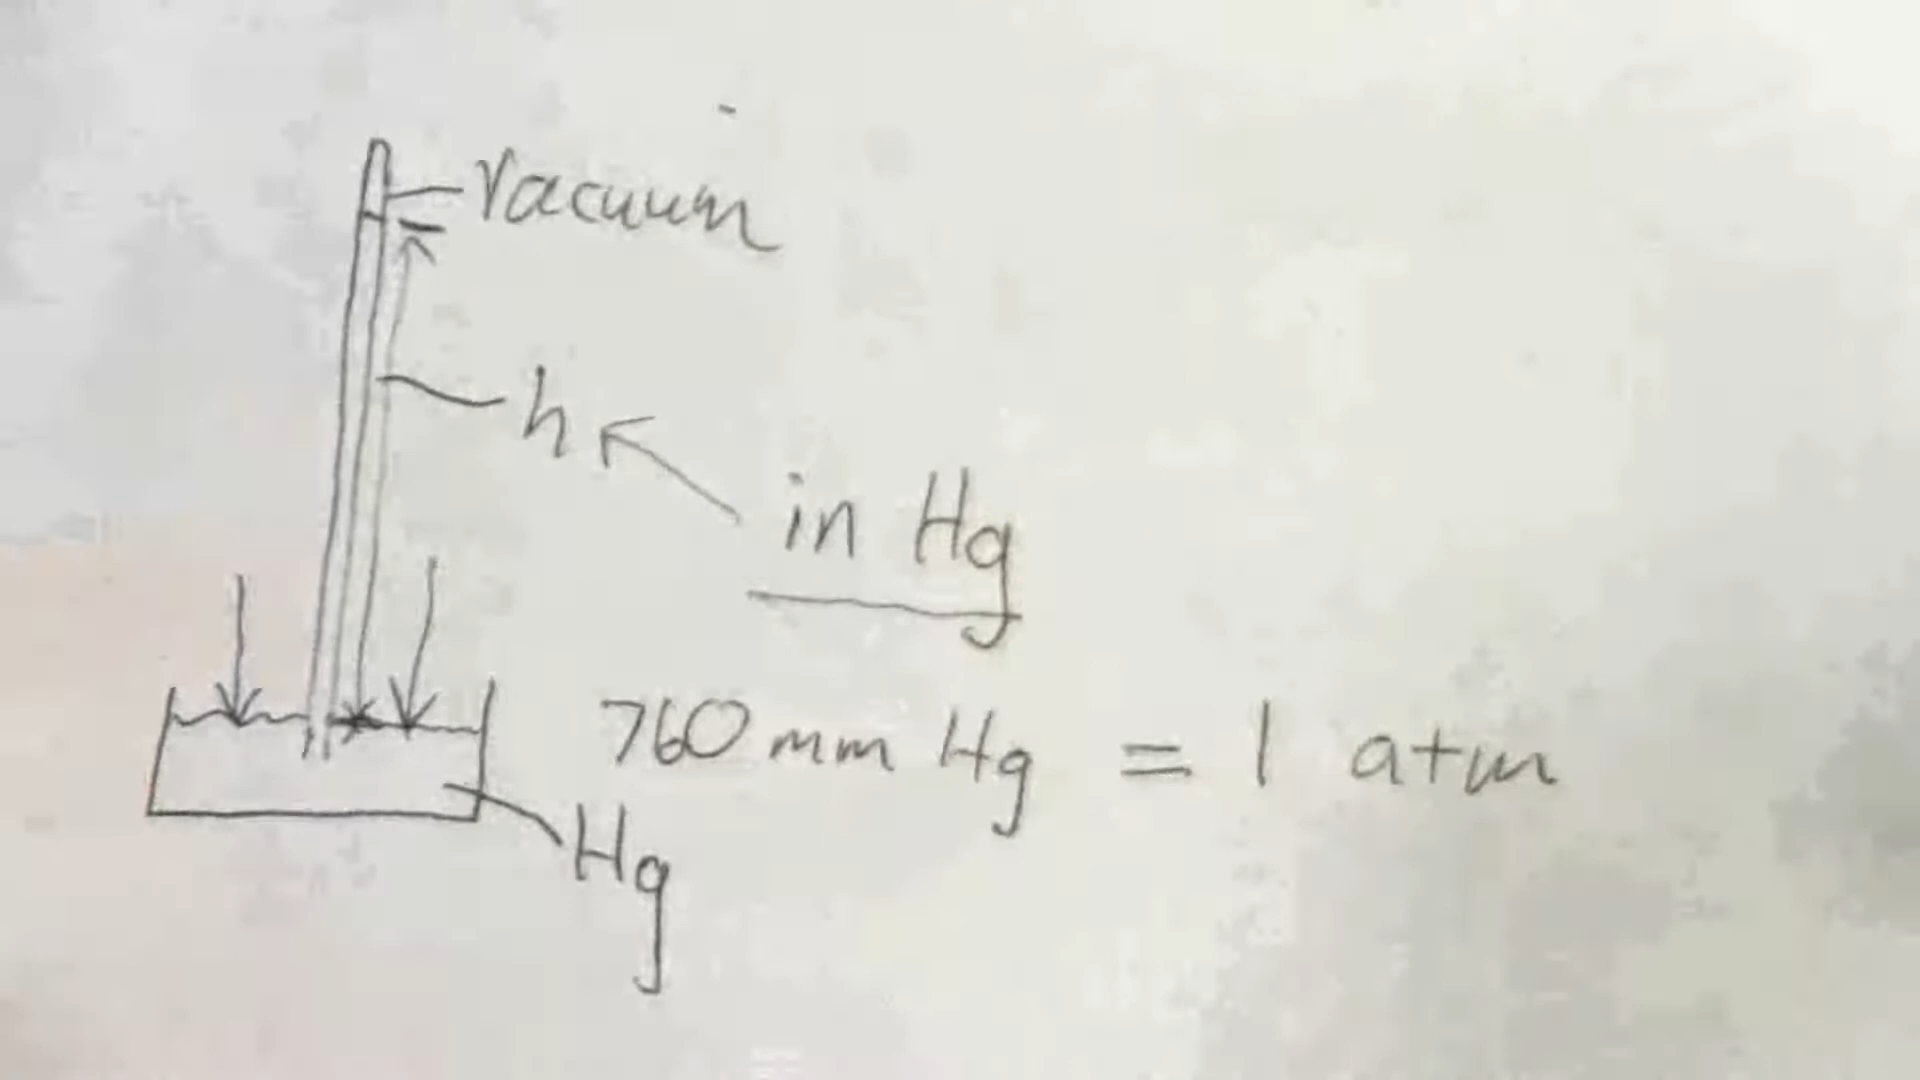 Vacuum
h
in Hg
760 mm Hg = 1 atm
Hg